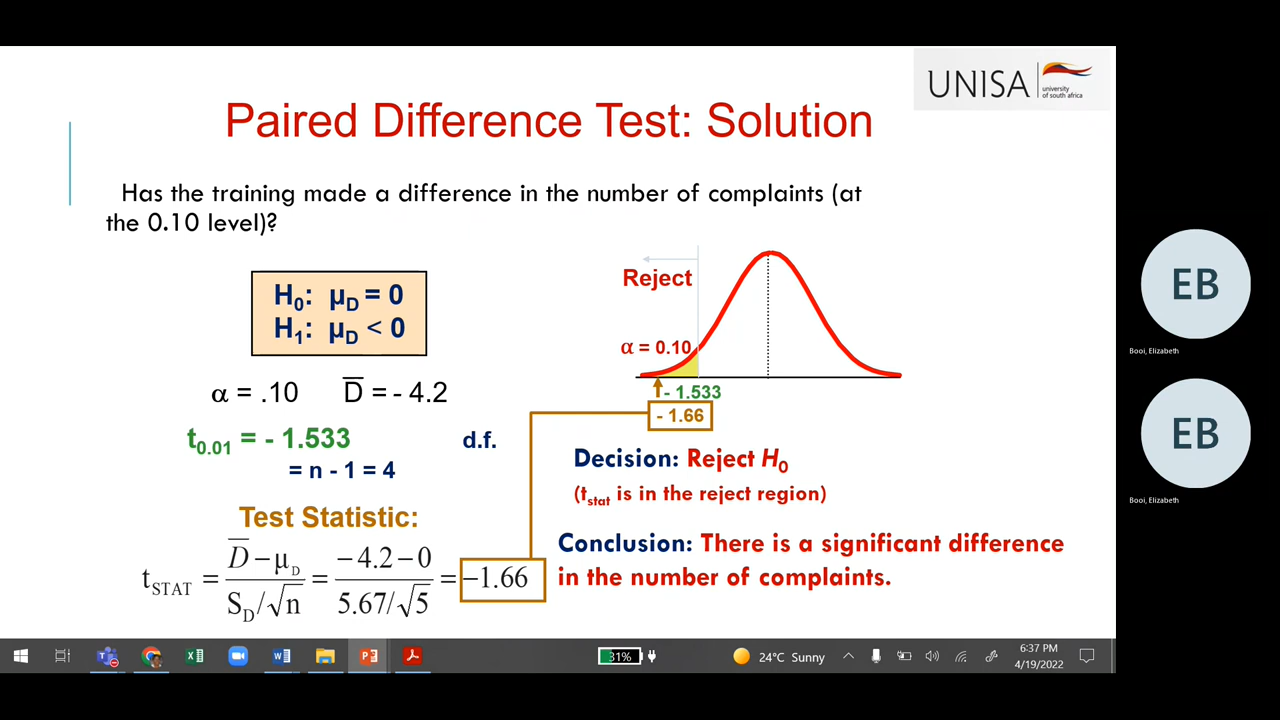 UNISA
university
of south africa
Paired Difference Test: Solution
Has the training made a difference in the number of complaints (at
the 0.10 level)?
H0: μD = 0
H1: μD < 0
Reject
α = 0.10
- 1.533
- 1.66
α = .10 D̅ = - 4.2
t0.01 = - 1.533 d.f.
= n - 1 = 4
Decision: Reject H0
(tstat is in the reject region)
Test Statistic:
tSTAT = (D̅ − μD)/(SD/√n) = (−4.2 − 0)/(5.67/√5) = −1.66
Conclusion: There is a significant difference
in the number of complaints.
EB
Booi, Elizabeth
EB
Booi, Elizabeth
31%
24°C Sunny
6:37 PM
4/19/2022